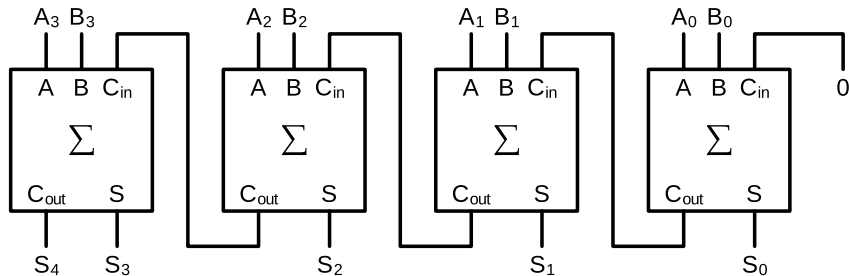 A₃ B₃ A₂ B₂ A₁ B₁ A₀ B₀
A B Cin A B Cin A B Cin A B Cin 0
Σ Σ Σ Σ
Cout S Cout S Cout S Cout S
S₄ S₃ S₂ S₁ S₀